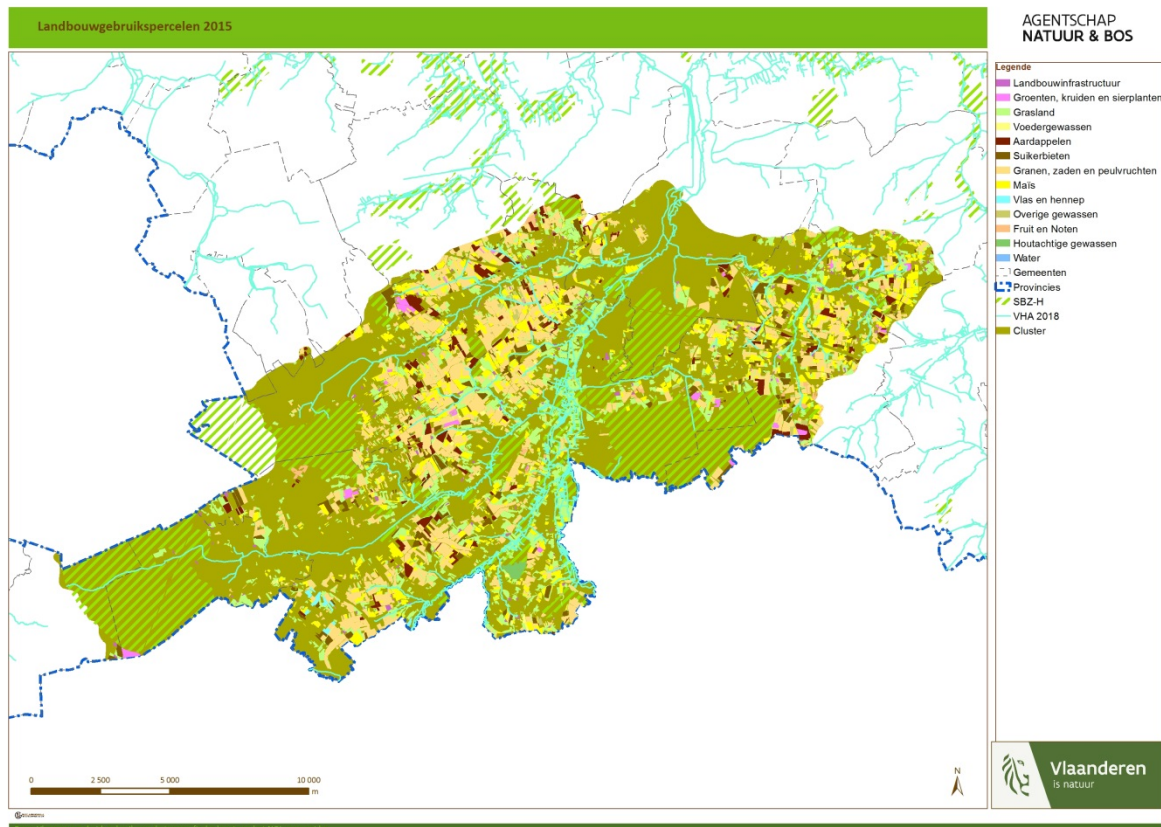 Landbouwgebruikspercelen 2015
AGENTSCHAP
NATUUR & BOS
Legende
Landbouwinfrastructuur
Groenten, kruiden en sierplanten
Grasland
Voedergewassen
Aardappelen
Suikerbieten
Granen, zaden en peulvruchten
Maïs
Vlas en hennep
Overige gewassen
Fruit en Noten
Houtachtige gewassen
Water
Gemeenten
Provincies
SBZ-H
VHA 2018
Cluster
0 2 500 5 000 10 000
m
N
Vlaanderen
is natuur